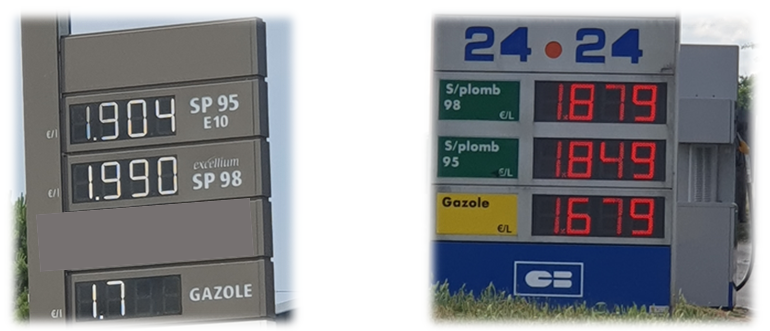 1.904 SP 95
E10
€/l
1.990 excellium
SP 98
€/l
1.7 GAZOLE
€/l
24 • 24
S/plomb
98
€/L
1.879
S/plomb
95
€/L
1.849
Gazole
€/L
1.679
CB